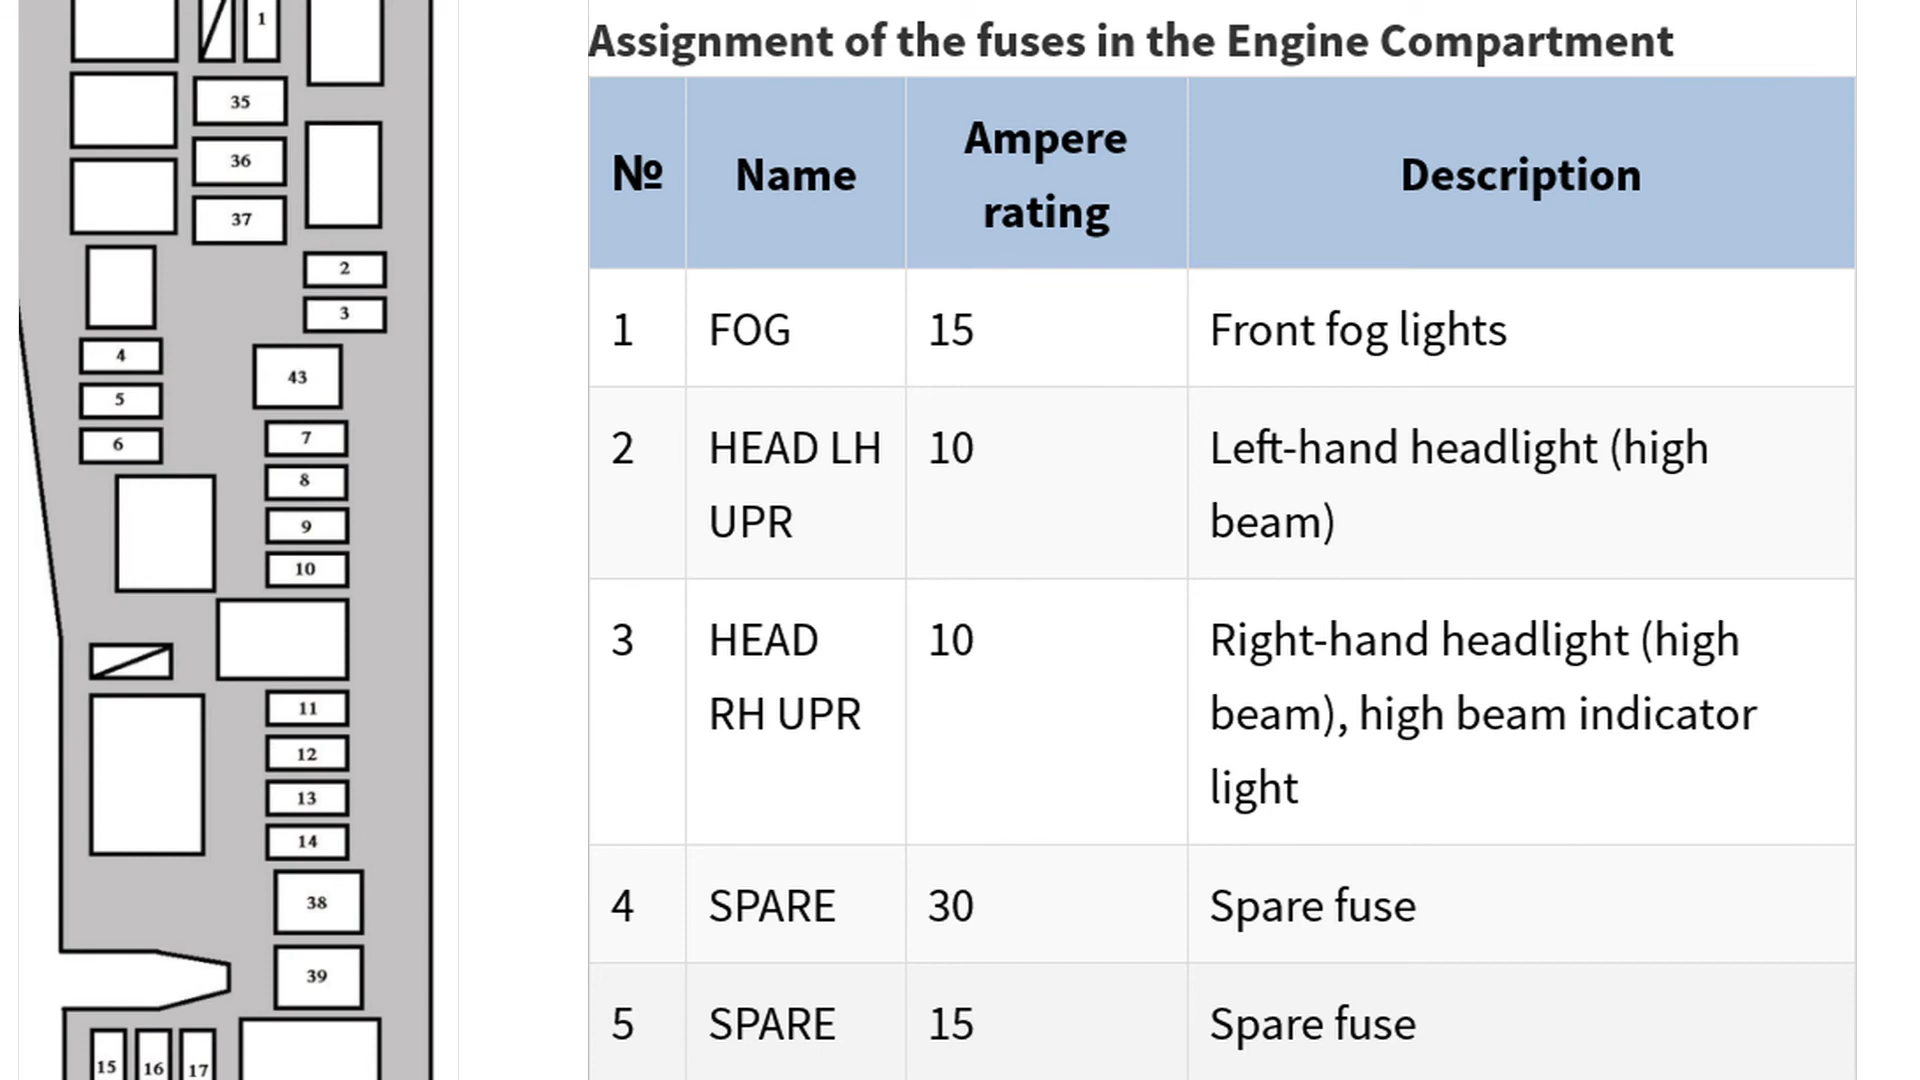 1
35
36
37
2
3
4
43
5
6
7
8
9
10
11
12
13
14
38
39
15 16 17
Assignment of the fuses in the Engine Compartment
№ Name Ampere rating Description
1 FOG 15 Front fog lights
2 HEAD LH UPR 10 Left-hand headlight (high beam)
3 HEAD RH UPR 10 Right-hand headlight (high beam), high beam indicator light
4 SPARE 30 Spare fuse
5 SPARE 15 Spare fuse